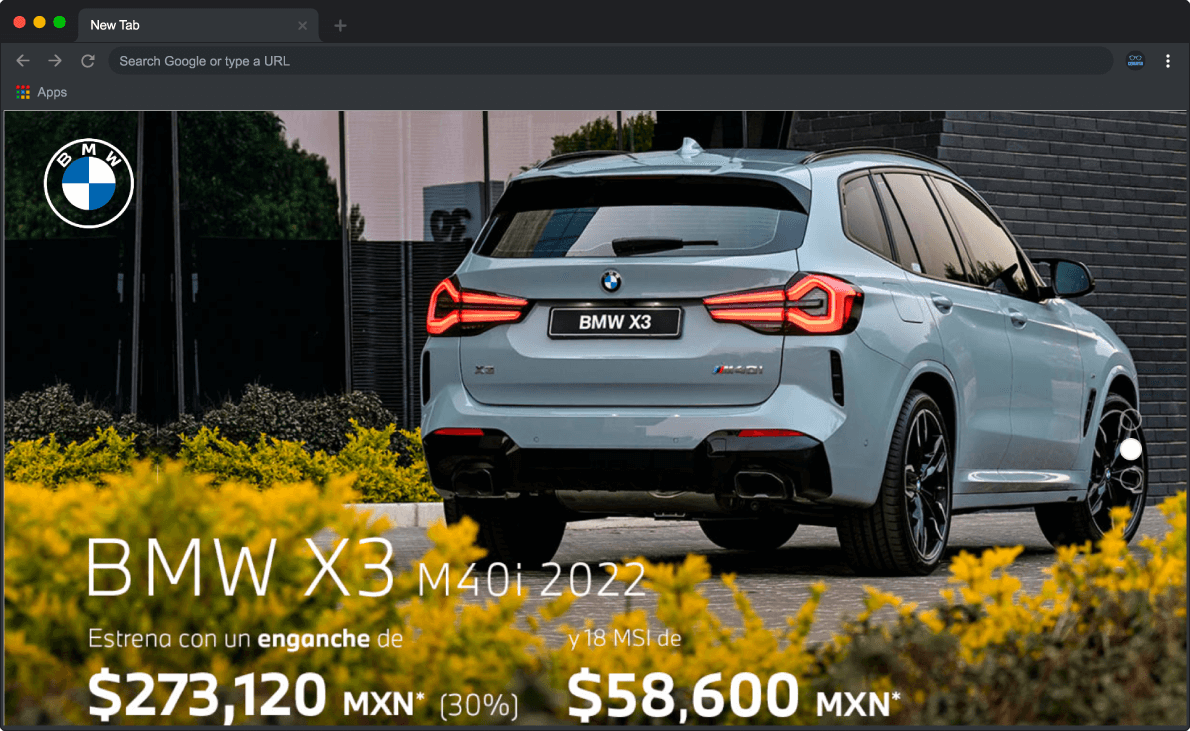 New Tab
Search Google or type a URL
Apps
BMW
BMW X3
X3
M40i
BMW X3 M40i 2022
Estrena con un enganche de
y 18 MSI de
$273,120 MXN* (30%)
$58,600 MXN*